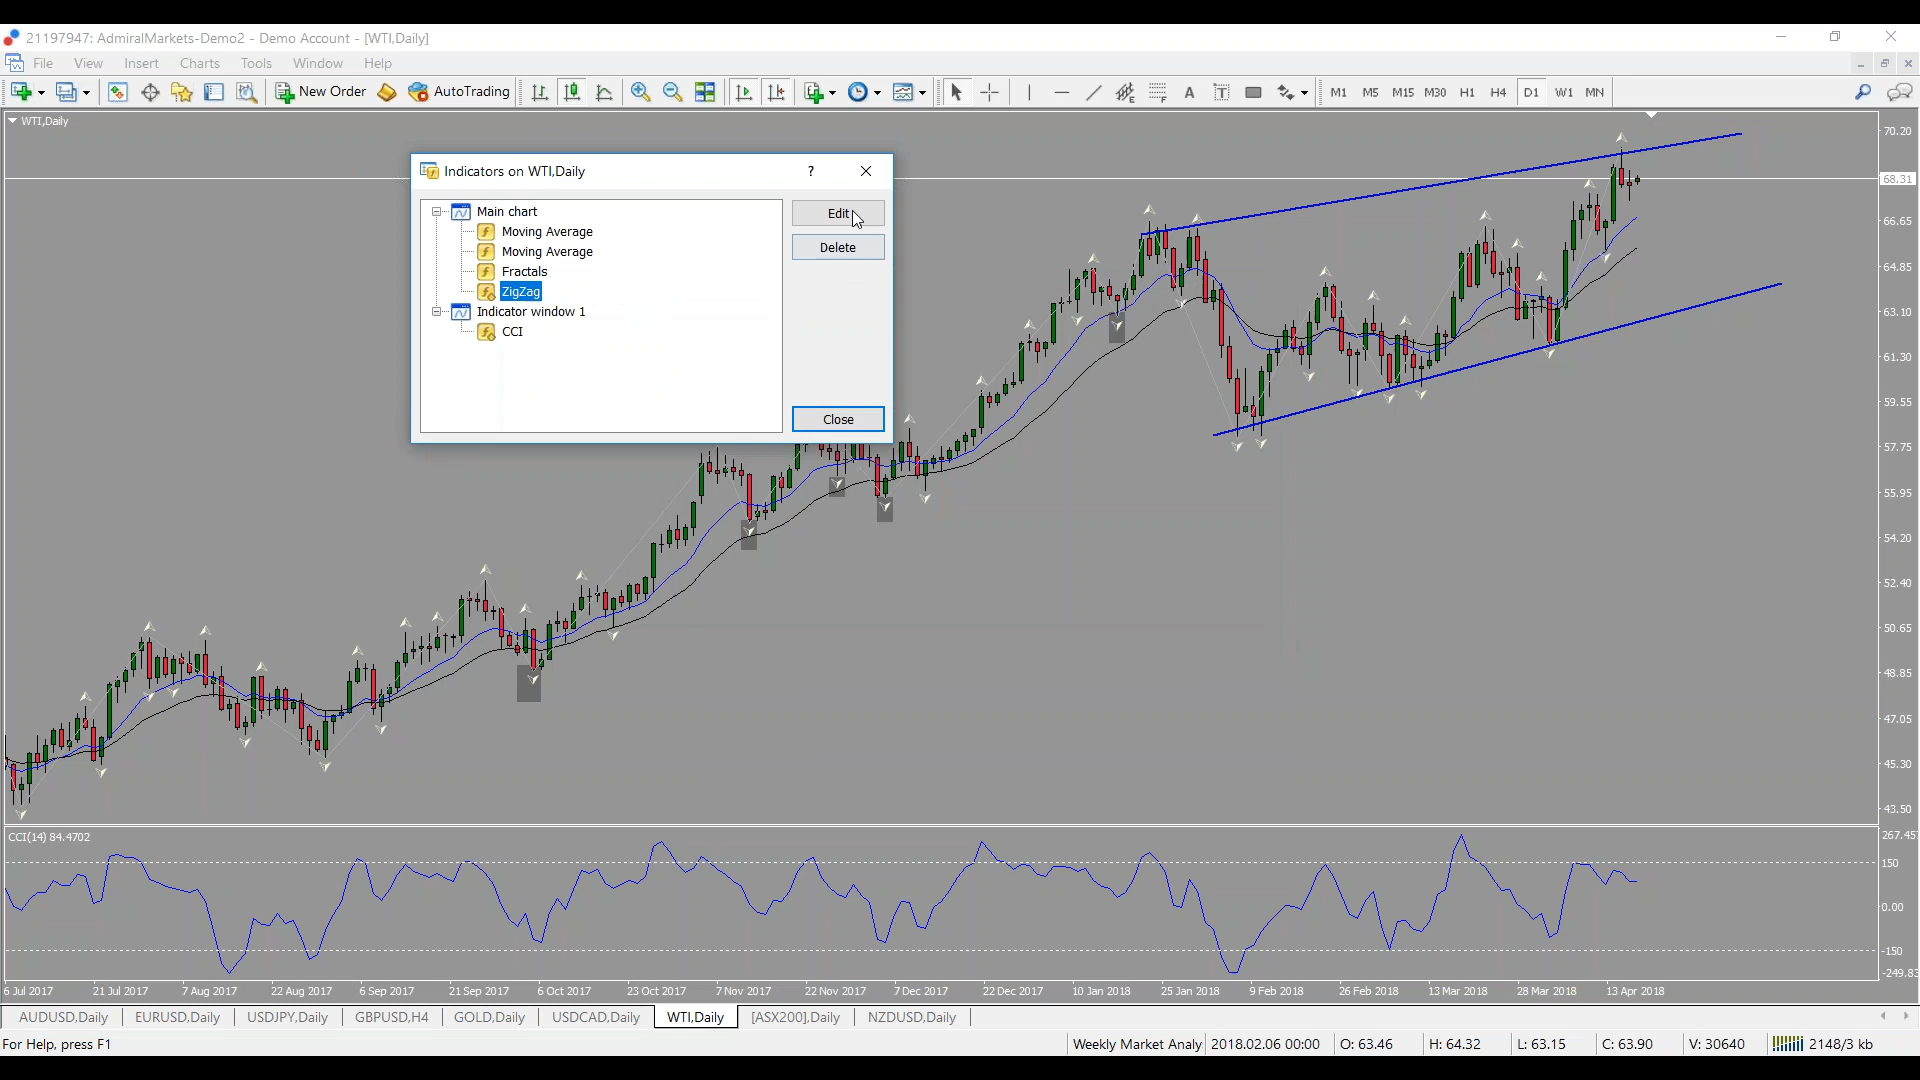 21197947: AdmiralMarkets-Demo2 - Demo Account - [WTI,Daily]
File View Insert Charts Tools Window Help
New Order AutoTrading A T M1 M5 M15 M30 H1 H4 D1 W1 MN
WTI,Daily
70.20
68.31
66.65
64.85
63.10
61.30
59.55
57.75
55.95
54.20
52.40
50.65
48.85
47.05
45.30
43.50
Indicators on WTI,Daily ?
Main chart
Moving Average
Moving Average
Fractals
ZigZag
Indicator window 1
CCI
Edit
Delete
Close
CCI(14) 84.4702
267.457
150
0.00
-150
-249.83
6 Jul 2017 21 Jul 2017 7 Aug 2017 22 Aug 2017 6 Sep 2017 21 Sep 2017 6 Oct 2017 23 Oct 2017 7 Nov 2017 22 Nov 2017 7 Dec 2017 22 Dec 2017 10 Jan 2018 25 Jan 2018 9 Feb 2018 26 Feb 2018 13 Mar 2018 28 Mar 2018 13 Apr 2018
AUDUSD,Daily EURUSD,Daily USDJPY,Daily GBPUSD,H4 GOLD,Daily USDCAD,Daily WTI,Daily [ASX200],Daily NZDUSD,Daily
For Help, press F1 Weekly Market Analy 2018.02.06 00:00 O: 63.46 H: 64.32 L: 63.15 C: 63.90 V: 30640 2148/3 kb